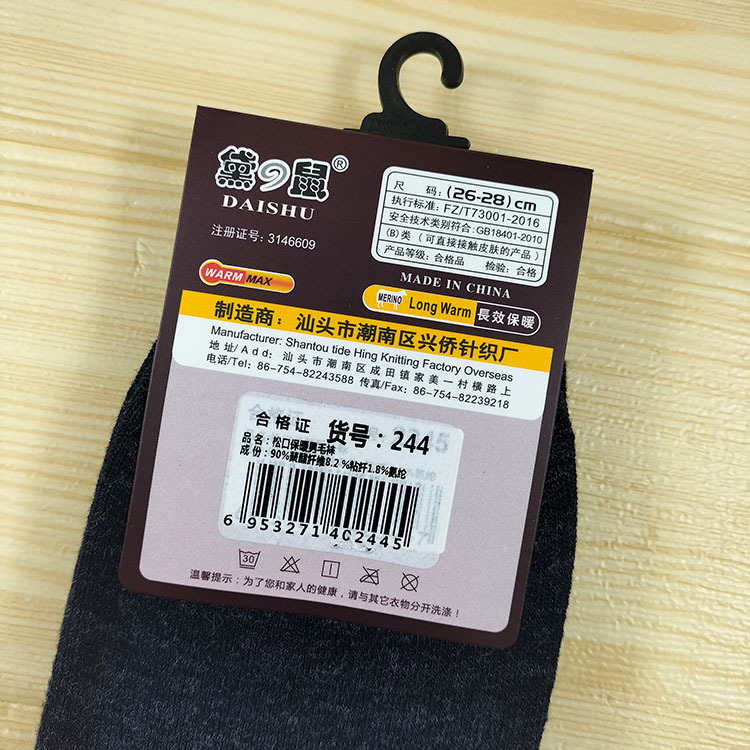 黛の鼠®
DAISHU
注册证号: 3146609
尺 码: (26-28)cm
执行标准: FZ/T73001-2016
安全技术类别符合: GB18401-2010
(B) 类 (可直接接触皮肤的产品)
产品等级: 合格品 检验: 合格
MADE IN CHINA
WARM MAX
MERINO Long Warm 長效保暖
制造商: 汕头市潮南区兴侨针织厂
Manufacturer: Shantou tide Hing Knitting Factory Overseas
地址/Add: 汕头市潮南区成田镇家美一村横路上
电话/Tel: 86-754-82243588 传真/Fax: 86-754-82239218
合格证 货号: 244
品名: 松口保暖男毛袜
成份: 90%聚酯纤维8.2%粘纤1.8%氨纶
6 953271 402445
30
温馨提示: 为了您和家人的健康, 请与其它衣物分开洗涤!